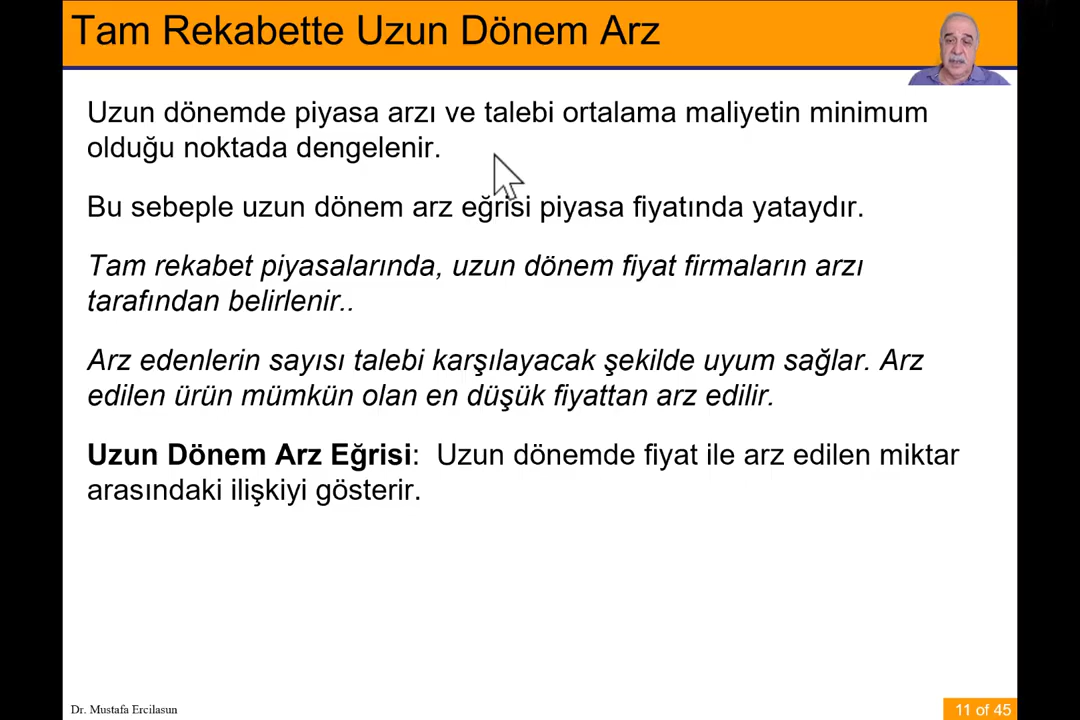 Tam Rekabette Uzun Dönem Arz
Uzun dönemde piyasa arzı ve talebi ortalama maliyetin minimum
olduğu noktada dengelenir.
Bu sebeple uzun dönem arz eğrisi piyasa fiyatında yataydır.
Tam rekabet piyasalarında, uzun dönem fiyat firmaların arzı
tarafından belirlenir..
Arz edenlerin sayısı talebi karşılayacak şekilde uyum sağlar. Arz
edilen ürün mümkün olan en düşük fiyattan arz edilir.
Uzun Dönem Arz Eğrisi: Uzun dönemde fiyat ile arz edilen miktar
arasındaki ilişkiyi gösterir.
Dr. Mustafa Ercilasun
11 of 45